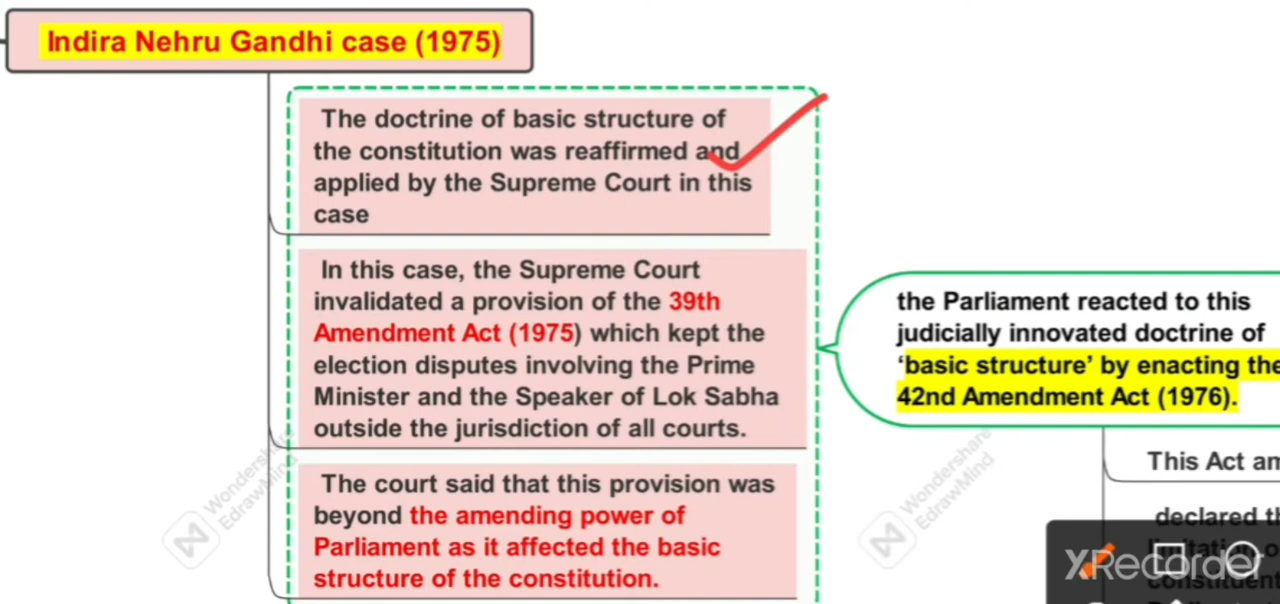 Indira Nehru Gandhi case (1975)
The doctrine of basic structure of
the constitution was reaffirmed and
applied by the Supreme Court in this
case
In this case, the Supreme Court
invalidated a provision of the 39th
Amendment Act (1975) which kept the
election disputes involving the Prime
Minister and the Speaker of Lok Sabha
outside the jurisdiction of all courts.
The court said that this provision was
beyond the amending power of
Parliament as it affected the basic
structure of the constitution.
the Parliament reacted to this
judicially innovated doctrine of
‘basic structure’ by enacting the
42nd Amendment Act (1976).
This Act
declared
Wondershare
EdrawMind
Wondershare
EdrawMind
XRecorder